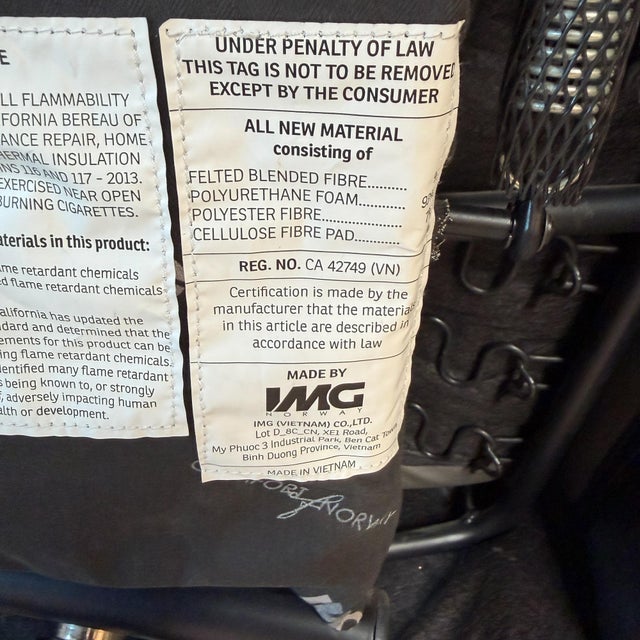 E
LL FLAMMABILITY
FORNIA BEREAU OF
ANCE REPAIR, HOME
HERMAL INSULATION
NS 116 AND 117 - 2013.
EXERCISED NEAR OPEN
BURNING CIGARETTES.
aterials in this product:
me retardant chemicals
ed flame retardant chemicals
alifornia has updated the
dard and determined that the
ements for this product can be
ing flame retardant chemicals.
identified many flame retardant
s being known to, or strongly
, adversely impacting human
alth or development.
UNDER PENALTY OF LAW
THIS TAG IS NOT TO BE REMOVED
EXCEPT BY THE CONSUMER
ALL NEW MATERIAL
consisting of
FELTED BLENDED FIBRE..........
POLYURETHANE FOAM...........
POLYESTER FIBRE..................
CELLULOSE FIBRE PAD..........
REG. NO. CA 42749 (VN)
Certification is made by the
manufacturer that the materia
in this article are described in
accordance with law
MADE BY
IMG
NORWAY
IMG (VIETNAM) CO.,LTD.
Lot D_8C_CN, XE1 Road,
My Phuoc 3 Industrial Park, Ben Cat Town
Binh Duong Province, Vietnam
MADE IN VIETNAM